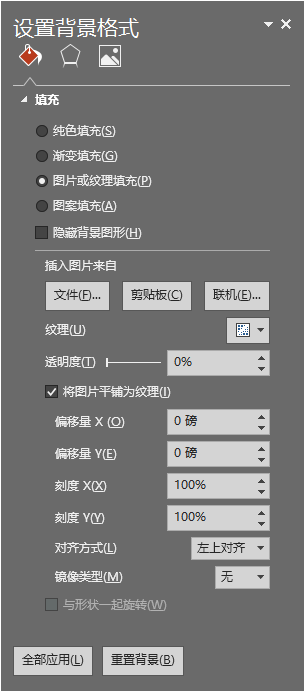 设置背景格式
填充
纯色填充(S)
渐变填充(G)
图片或纹理填充(P)
图案填充(A)
隐藏背景图形(H)
插入图片来自
文件(F)... 剪贴板(C) 联机(E)...
纹理(U)
透明度(T) 0%
将图片平铺为纹理(I)
偏移量 X (O) 0 磅
偏移量 Y(E) 0 磅
刻度 X(X) 100%
刻度 Y(Y) 100%
对齐方式(L) 左上对齐
镜像类型(M) 无
与形状一起旋转(W)
全部应用(L) 重置背景(B)